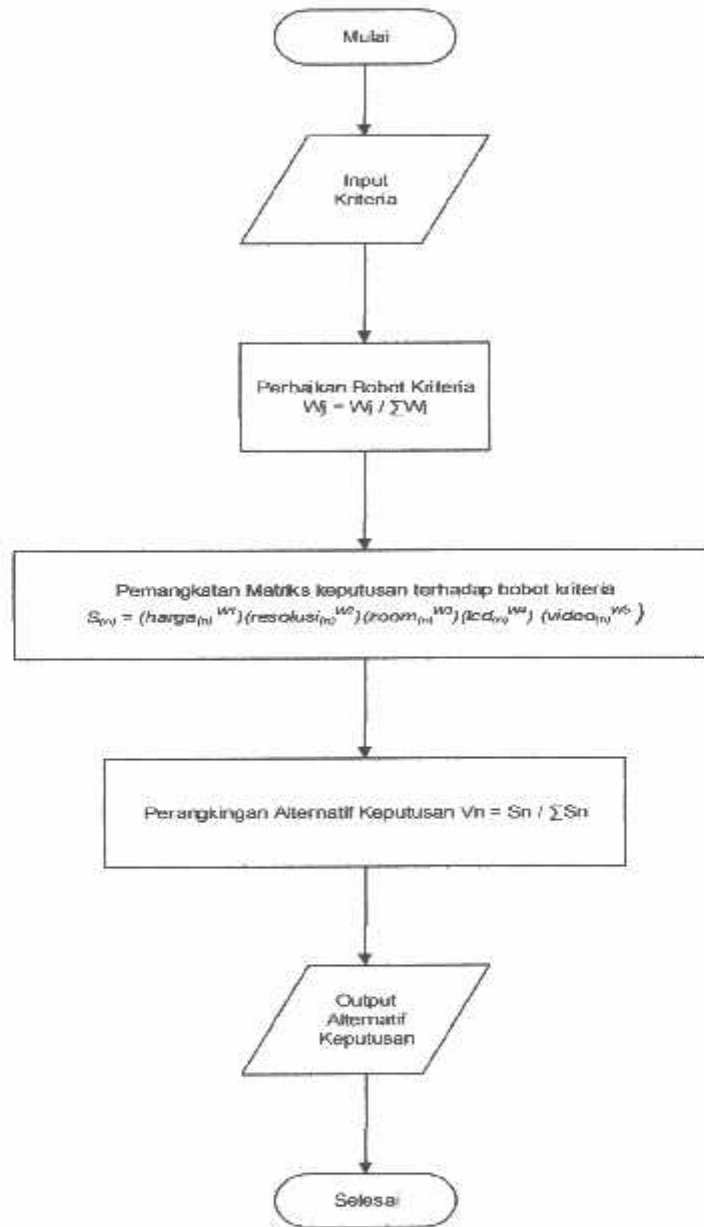 Mulai
Input
Kriteria
Perbaikan Bobot Kriteria
Wj = Wj / ∑Wj
Pemangkatan Matriks keputusan terhadap bobot kriteria
S(n) = (harga(n)^W1)(resolusi(n)^W2)(zoom(n)^W3)(lcd(n)^W4) (video(n)^W5 )
Perangkingan Alternatif Keputusan Vn = Sn / ∑Sn
Output
Alternatif
Keputusan
Selesai